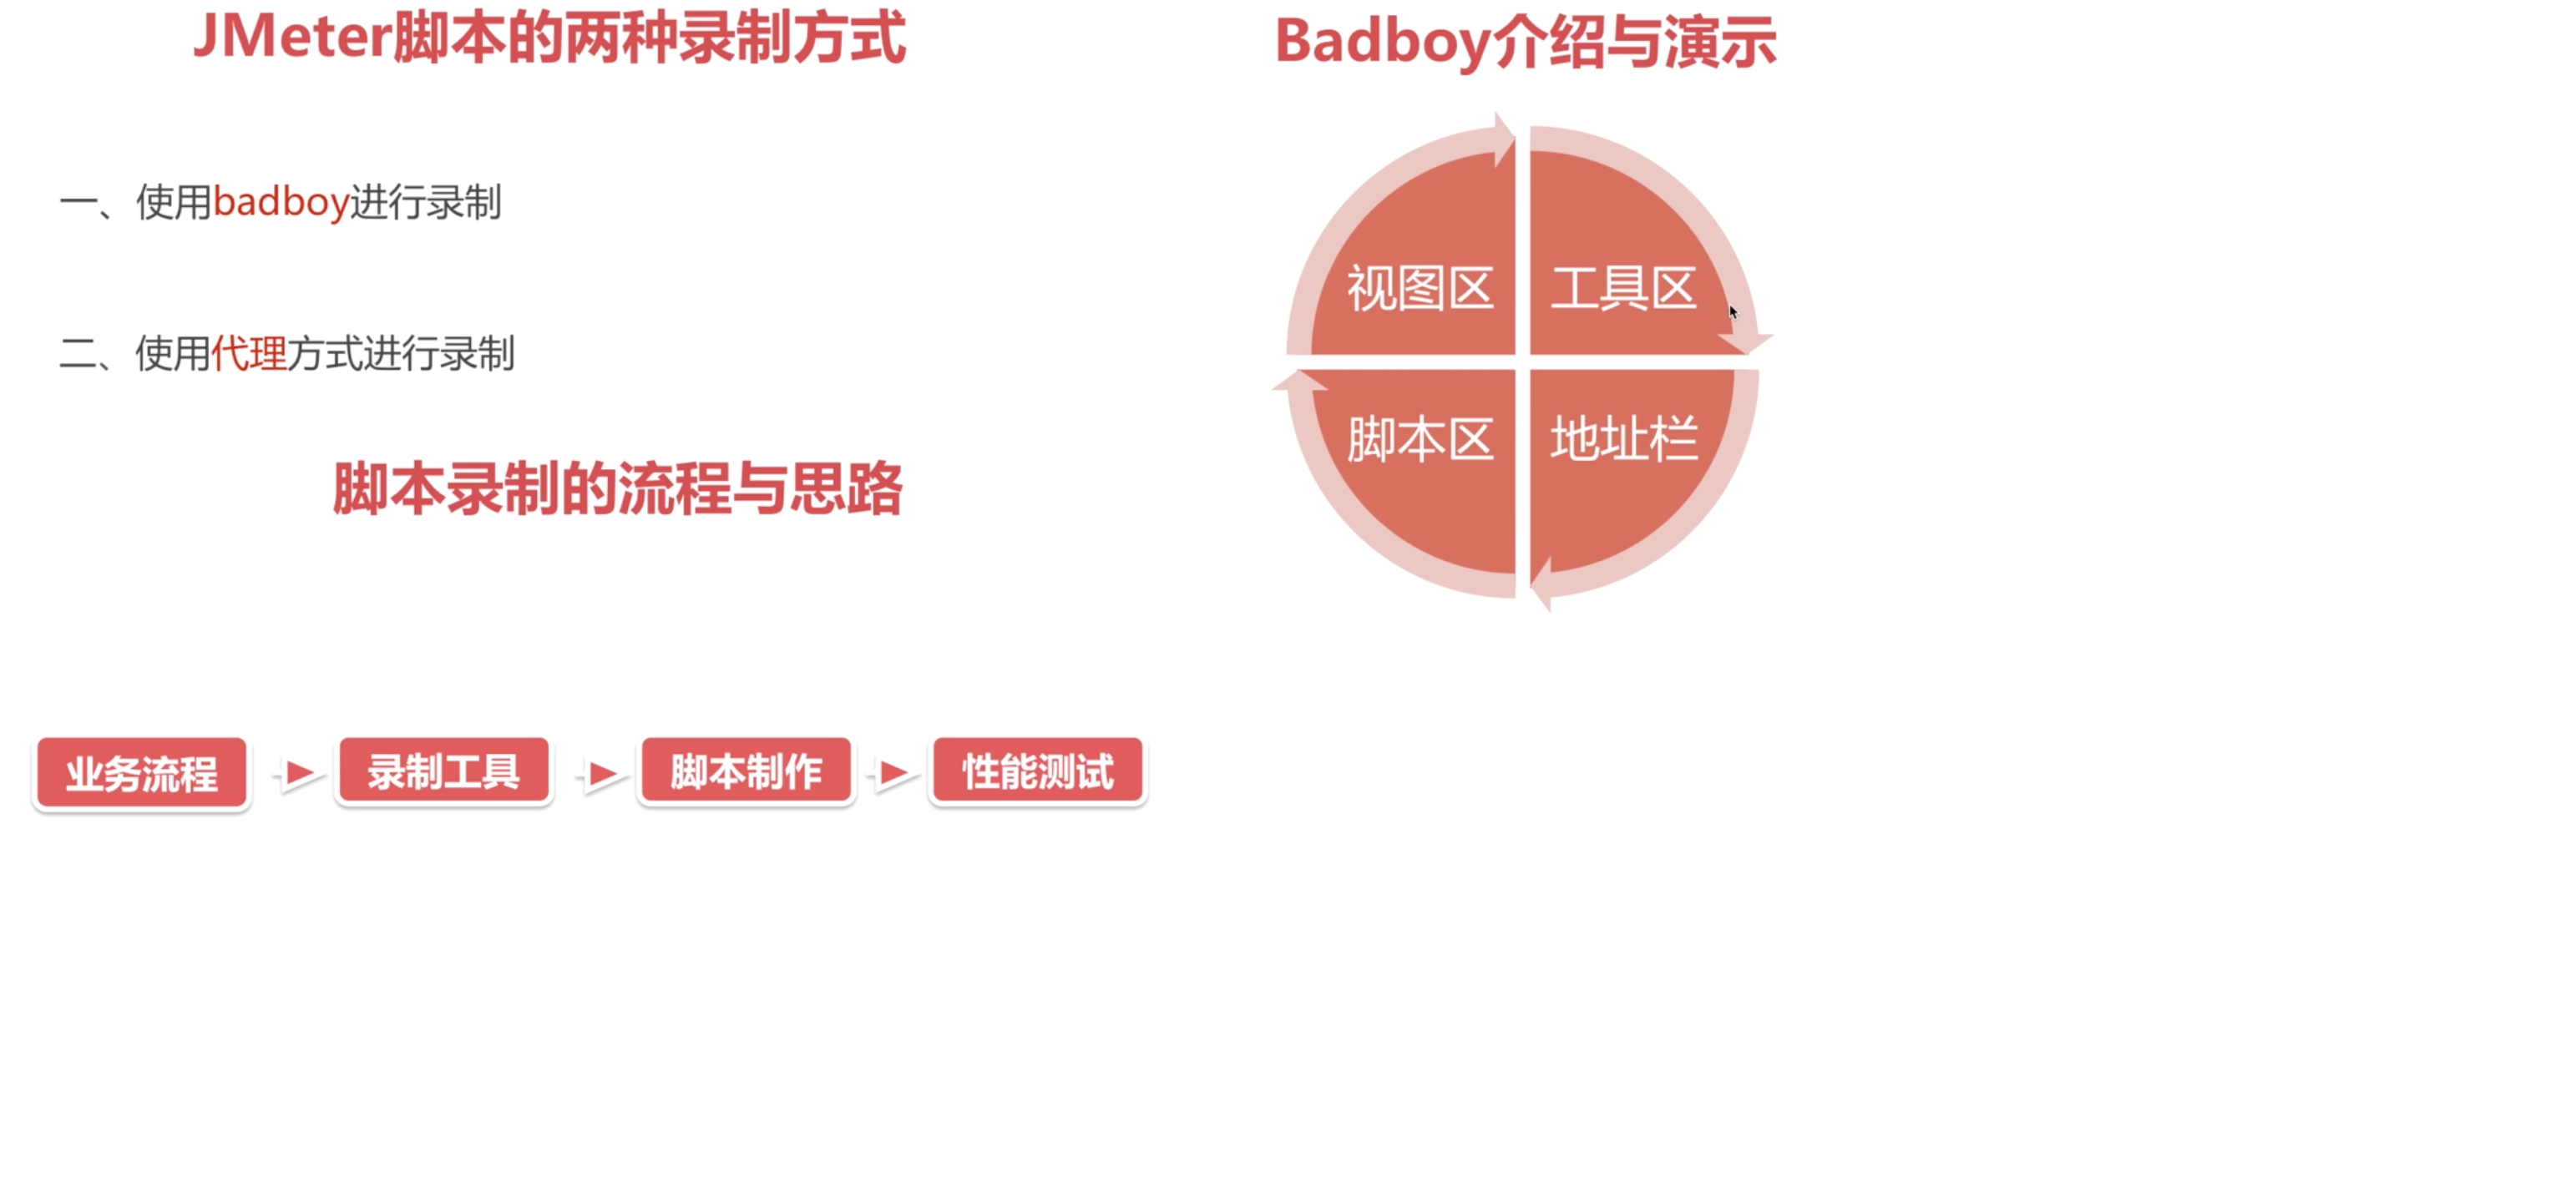 JMeter脚本的两种录制方式
一、使用badboy进行录制
二、使用代理方式进行录制
脚本录制的流程与思路
业务流程
录制工具
脚本制作
性能测试
Badboy介绍与演示
视图区
工具区
脚本区
地址栏